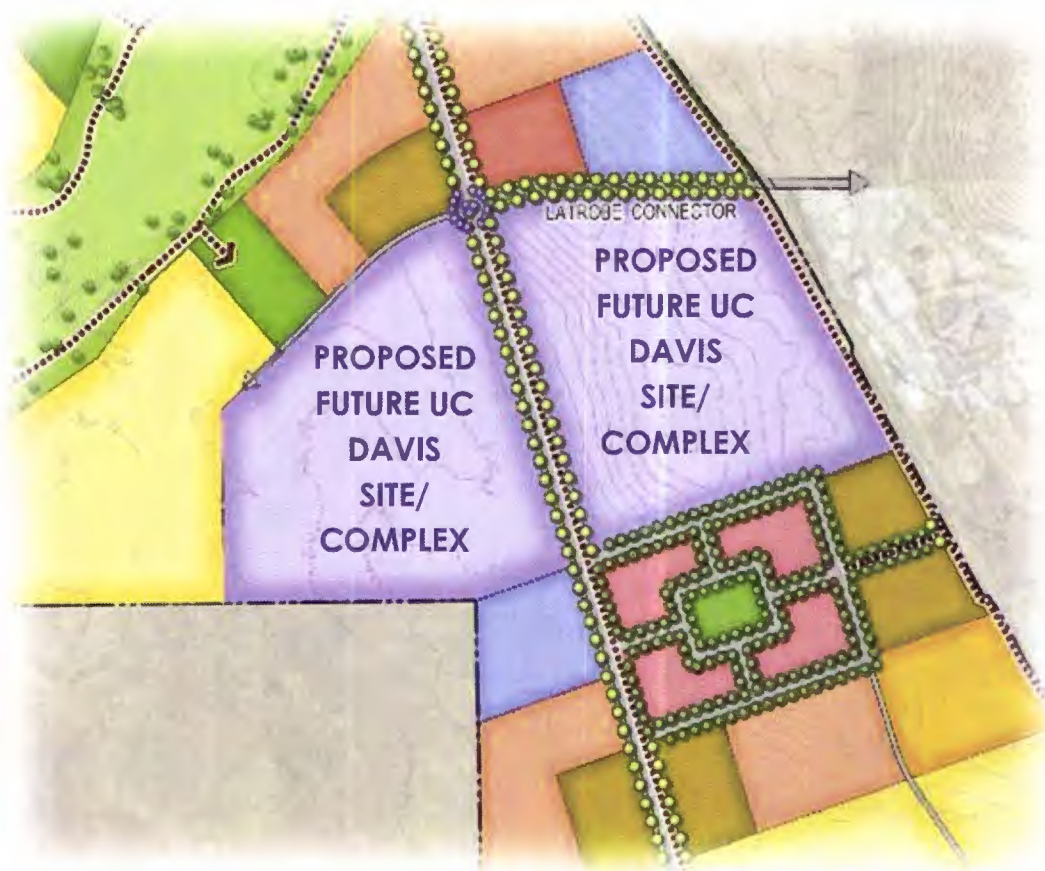 LATROBE CONNECTOR
PROPOSED
FUTURE UC
DAVIS
SITE/
COMPLEX
PROPOSED
FUTURE UC
DAVIS
SITE/
COMPLEX